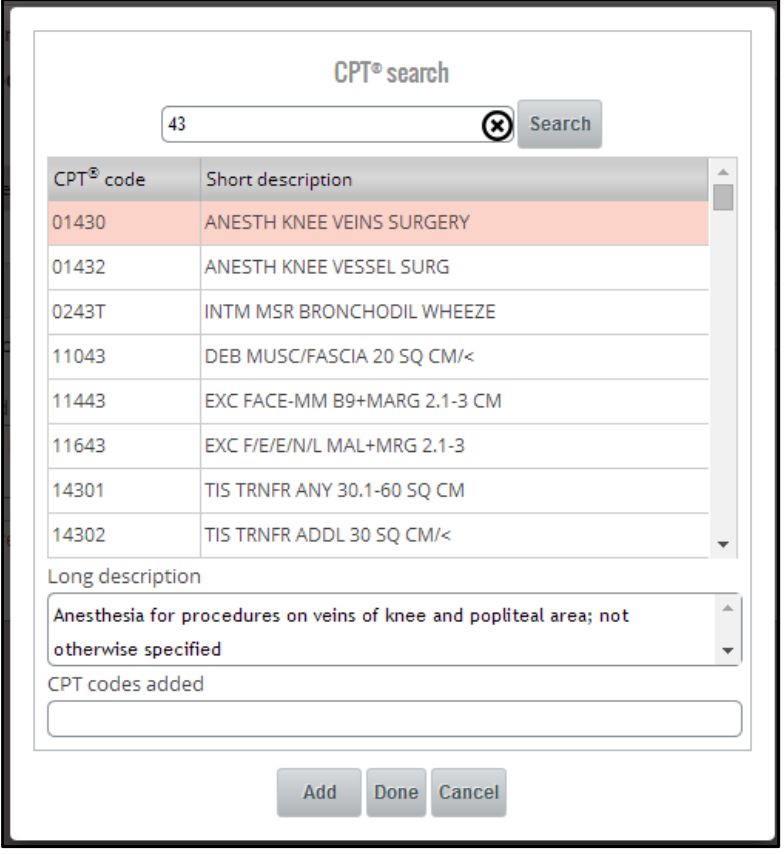 CPT® search
43 Search
CPT® code Short description
01430 ANESTH KNEE VEINS SURGERY
01432 ANESTH KNEE VESSEL SURG
0243T INTM MSR BRONCHODIL WHEEZE
11043 DEB MUSC/FASCIA 20 SQ CM/<
11443 EXC FACE-MM B9+MARG 2.1-3 CM
11643 EXC F/E/E/N/L MAL+MRG 2.1-3
14301 TIS TRNFR ANY 30.1-60 SQ CM
14302 TIS TRNFR ADDL 30 SQ CM/<
Long description
Anesthesia for procedures on veins of knee and popliteal area; not
otherwise specified
CPT codes added
Add Done Cancel